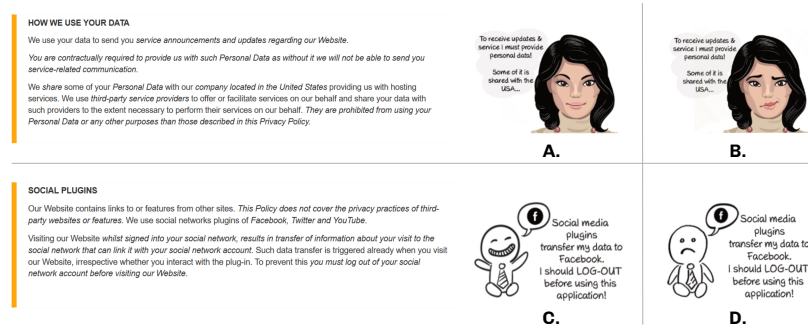 HOW WE USE YOUR DATA
We use your data to send you service announcements and updates regarding our Website.
You are contractually required to provide us with such Personal Data as without it we will not be able to send you
service-related communication.
We share some of your Personal Data with our company located in the United States providing us with hosting
services. We use third-party service providers to offer or facilitate services on our behalf and share your data with
such providers to the extent necessary to perform their services on our behalf. They are prohibited from using your
Personal Data or any other purposes than those described in this Privacy Policy.
To receive updates &
service I must provide
personal data!
Some of it is
shared with the
USA...
A.
To receive updates &
service I must provide
personal data!
Some of it is
shared with the
USA...
B.
SOCIAL PLUGINS
Our Website contains links to or features from other sites. This Policy does not cover the privacy practices of third-
party websites or features. We use social networks plugins of Facebook, Twitter and YouTube.
Visiting our Website whilst signed into your social network, results in transfer of information about your visit to the
social network that can link it with your social network account. Such data transfer is triggered already when you visit
our Website, irrespective whether you interact with the plug-in. To prevent this you must log out of your social
network account before visiting our Website.
f
Social media
plugins
transfer my data to
Facebook.
I should LOG-OUT
before using this
application!
C.
f
Social media
plugins
transfer my data to
Facebook.
I should LOG-OUT
before using this
application!
D.